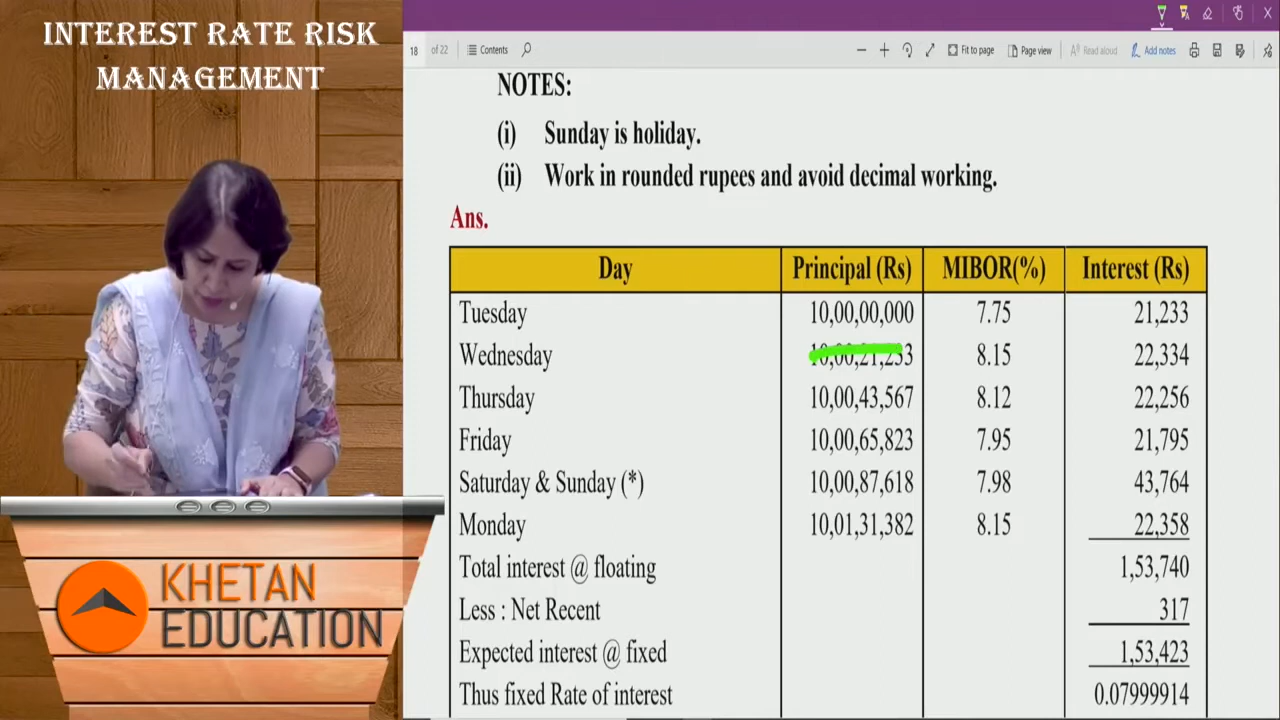 INTEREST RATE RISK
MANAGEMENT
18 of 22 Contents Fit to page Page view Read aloud Add notes
NOTES:
(i) Sunday is holiday.
(ii) Work in rounded rupees and avoid decimal working.
Ans.
Day Principal (Rs) MIBOR(%) Interest (Rs)
Tuesday 10,00,00,000 7.75 21,233
Wednesday 10,00,21,233 8.15 22,334
Thursday 10,00,43,567 8.12 22,256
Friday 10,00,65,823 7.95 21,795
Saturday & Sunday (*) 10,00,87,618 7.98 43,764
Monday 10,01,31,382 8.15 22,358
Total interest @ floating 1,53,740
Less : Net Recent 317
Expected interest @ fixed 1,53,423
Thus fixed Rate of interest 0.07999914
KHETAN
EDUCATION